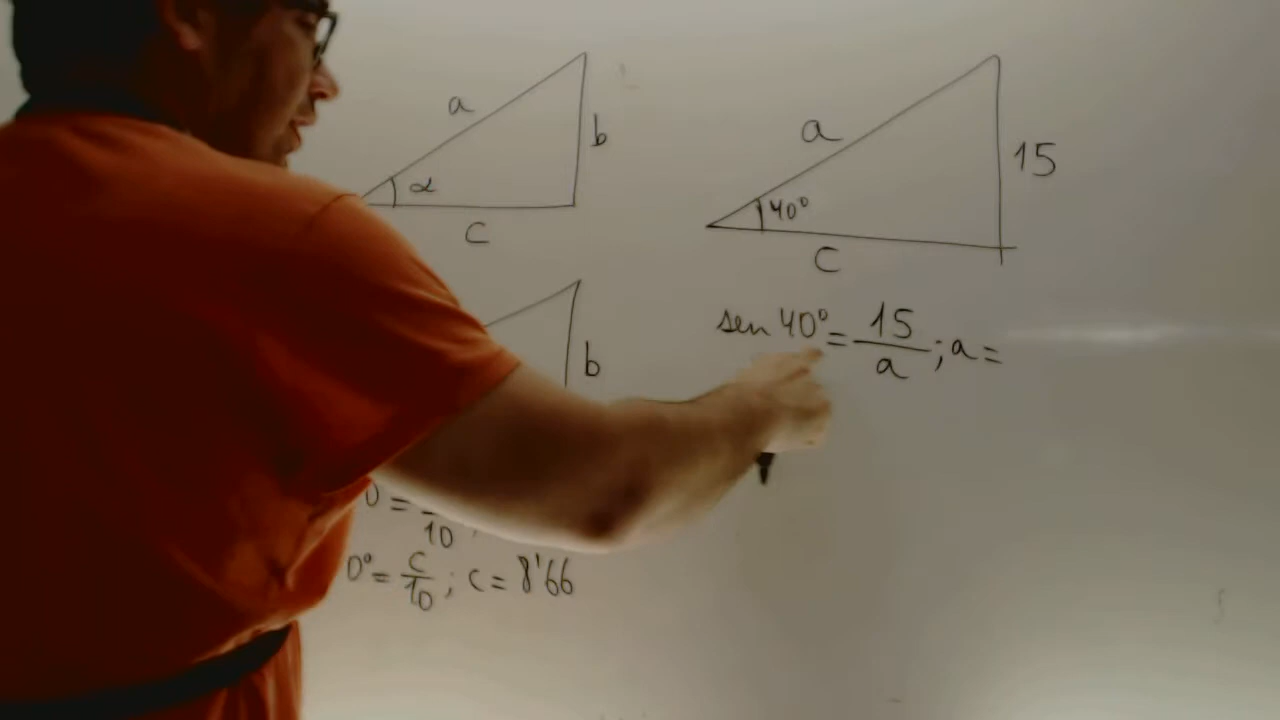 a
b
α
c
a
15
40°
c
sen 40° = 15/a ; a =
b
0 = /10
0° = c/10 ; c = 8'66